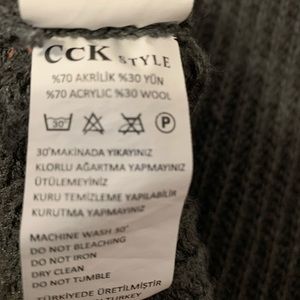 CCK STYLE
%70 AKRİLİK %30 YÜN
%70 ACRYLIC %30 WOOL
30° P
30°MAKİNADA YIKAYINIZ
KLORLU AĞARTMA YAPMAYINIZ
ÜTÜLEMEYİNİZ
KURU TEMİZLEME YAPILABİLİR
KURUTMA YAPMAYINIZ
MACHINE WASH 30°
DO NOT BLEACHING
DO NOT IRON
DRY CLEAN
DO NOT TUMBLE
TÜRKİYEDE ÜRETİLMİŞTİR
TURKEY